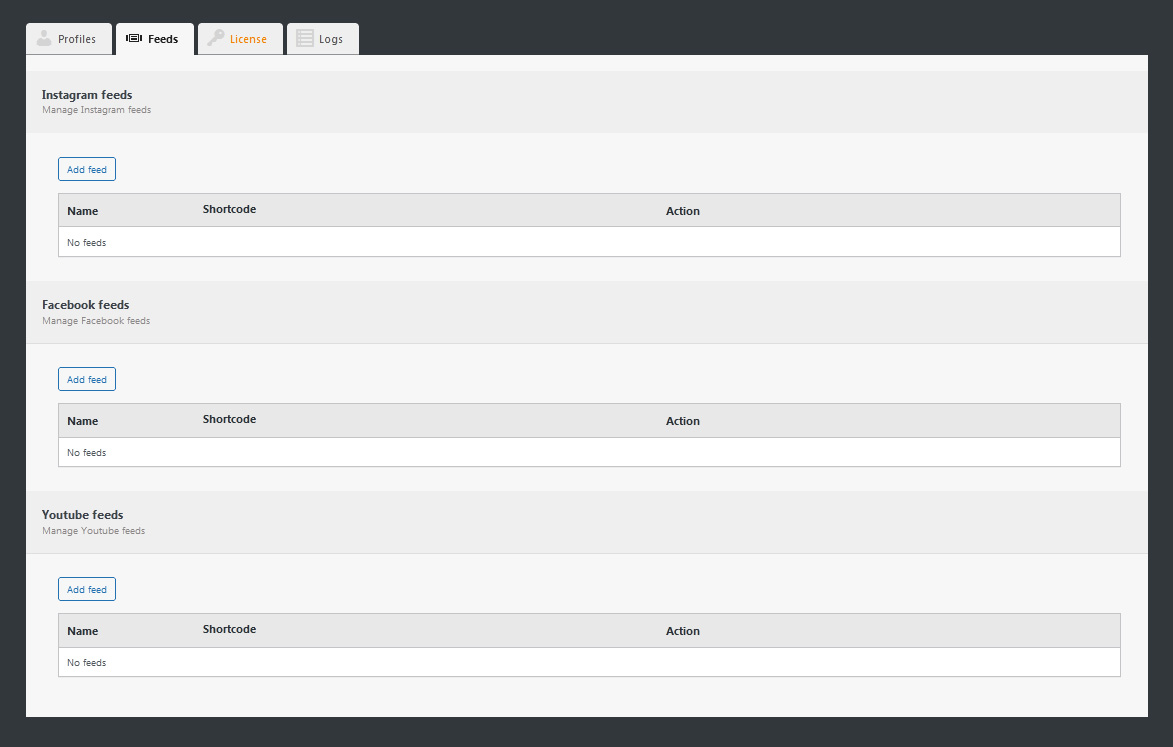 Profiles Feeds License Logs
Instagram feeds
Manage Instagram feeds
Add feed
Name Shortcode Action
No feeds
Facebook feeds
Manage Facebook feeds
Add feed
Name Shortcode Action
No feeds
Youtube feeds
Manage Youtube feeds
Add feed
Name Shortcode Action
No feeds